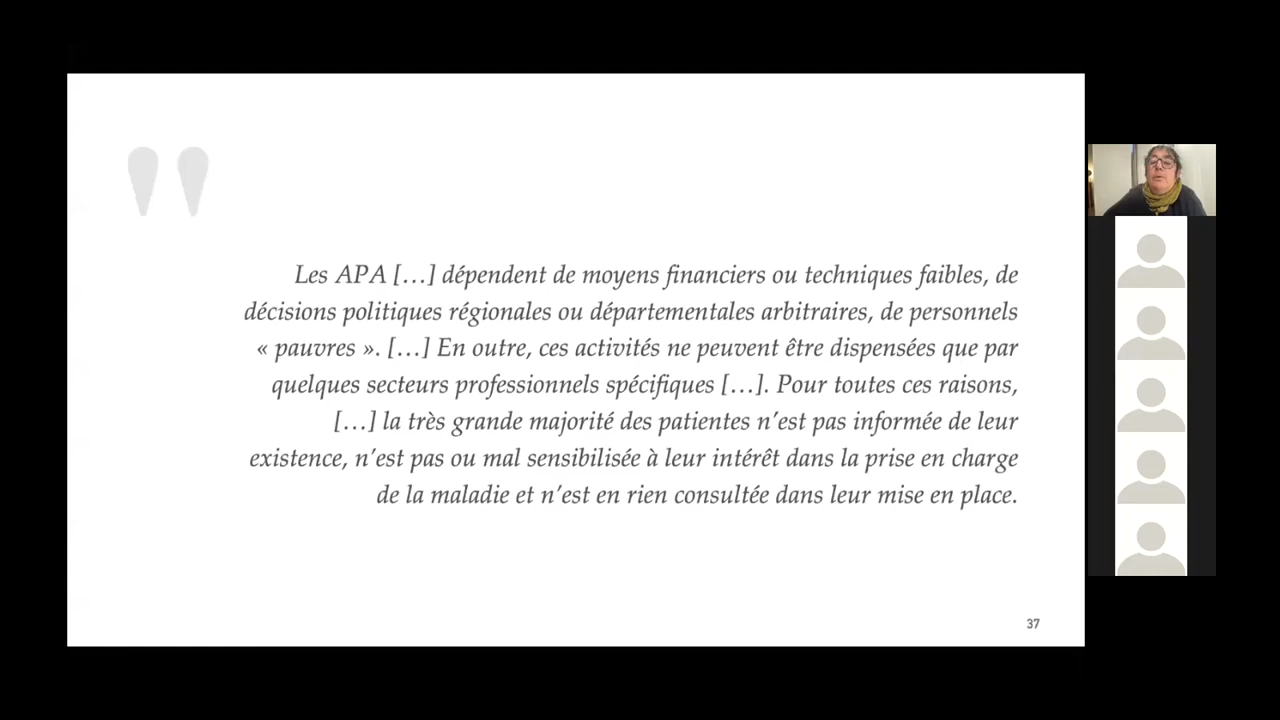 Les APA […] dépendent de moyens financiers ou techniques faibles, de
décisions politiques régionales ou départementales arbitraires, de personnels
« pauvres ». […] En outre, ces activités ne peuvent être dispensées que par
quelques secteurs professionnels spécifiques […]. Pour toutes ces raisons,
[…] la très grande majorité des patientes n’est pas informée de leur
existence, n’est pas ou mal sensibilisée à leur intérêt dans la prise en charge
de la maladie et n’est en rien consultée dans leur mise en place.
37